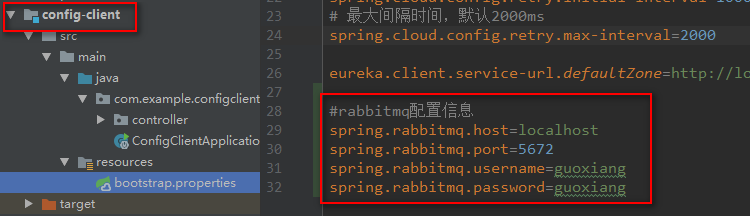 config-client
src
main
java
com.example.configclient
controller
ConfigClientApplicatio
resources
bootstrap.properties
target
23
# 最大间隔时间，默认2000ms
24
spring.cloud.config.retry.max-interval=2000
25
26
eureka.client.service-url.defaultZone=http://lo
27
28
#rabbitmq配置信息
29
spring.rabbitmq.host=localhost
30
spring.rabbitmq.port=5672
31
spring.rabbitmq.username=guoxiang
32
spring.rabbitmq.password=guoxiang